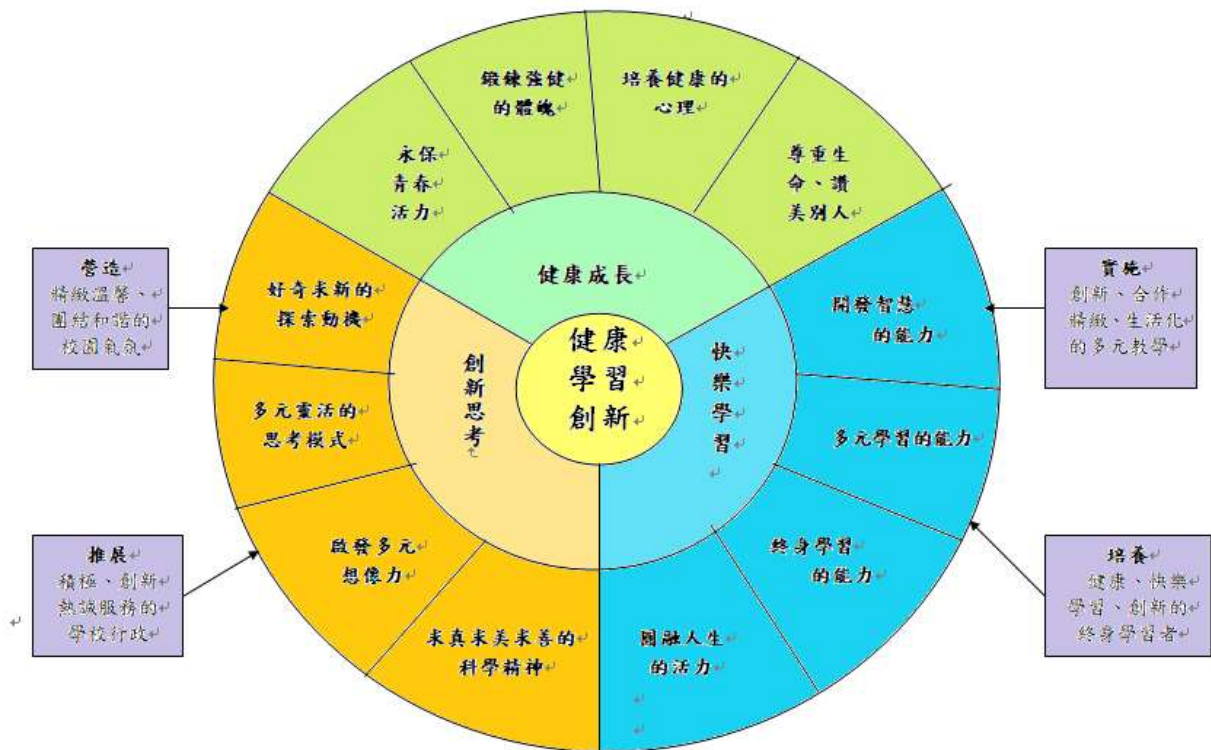 鍛鍊強健
的體魄
培養健康的
心理
永保
青春
活力
尊重生
命、讚
美別人
營造
精緻溫馨、
團結和諧的
校園氣氛
好奇求新的
探索動機
健康成長
開發智慧
的能力
實施
創新、合作
精緻、生活化
的多元教學
健康
學習
創新
創新思考
快樂學習
多元靈活的
思考模式
多元學習的能力
推展
積極、創新
熱誠服務的
學校行政
啟發多元
想像力
終身學習
的能力
培養
健康、快樂
學習、創新的
終身學習者
求真求美求善的
科學精神
圓融人生
的活力